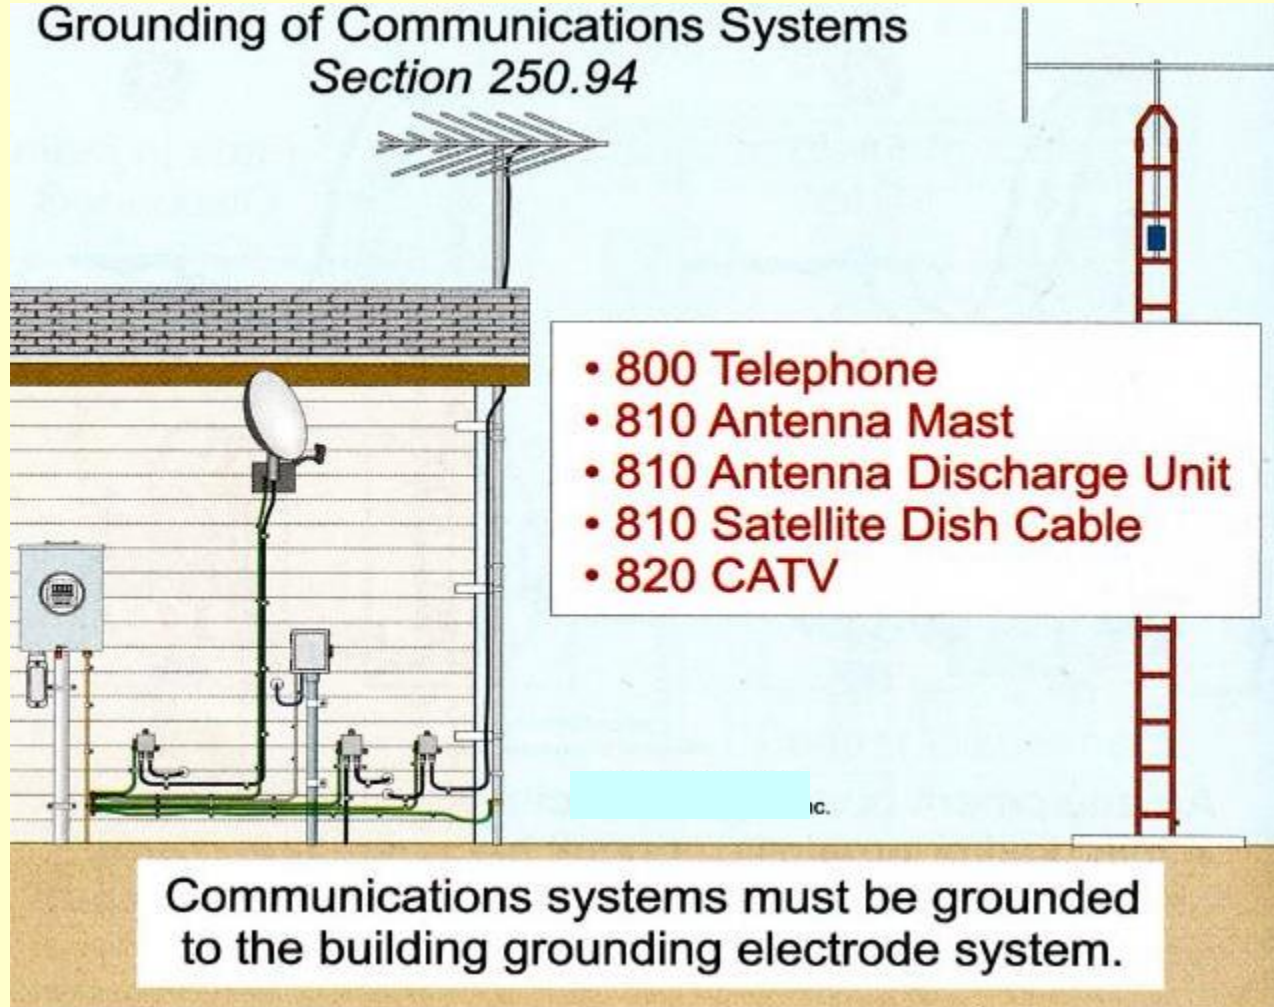 Grounding of Communications Systems
Section 250.94
• 800 Telephone
• 810 Antenna Mast
• 810 Antenna Discharge Unit
• 810 Satellite Dish Cable
• 820 CATV
Communications systems must be grounded
to the building grounding electrode system.